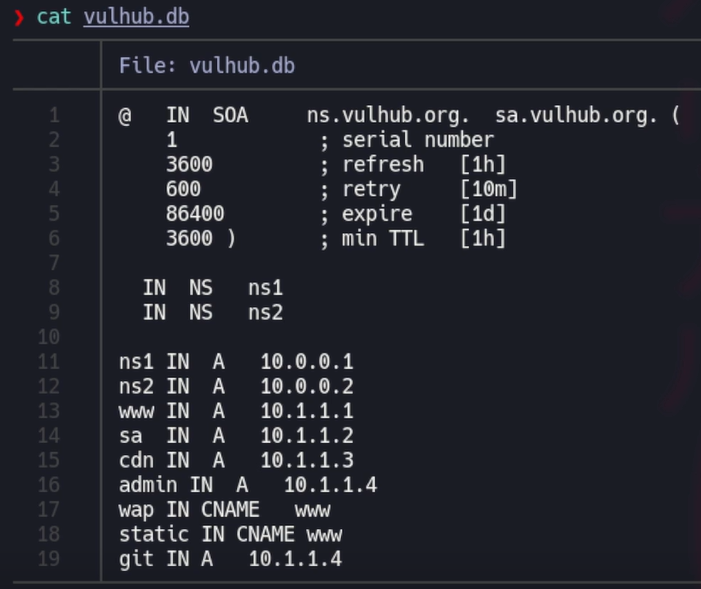 ❯ cat vulhub.db
File: vulhub.db
1 @   IN  SOA     ns.vulhub.org.  sa.vulhub.org. (
2     1            ; serial number
3     3600         ; refresh   [1h]
4     600          ; retry     [10m]
5     86400        ; expire    [1d]
6     3600 )       ; min TTL   [1h]
7
8   IN  NS   ns1
9   IN  NS   ns2
10
11 ns1 IN  A   10.0.0.1
12 ns2 IN  A   10.0.0.2
13 www IN  A   10.1.1.1
14 sa  IN  A   10.1.1.2
15 cdn IN  A   10.1.1.3
16 admin IN  A   10.1.1.4
17 wap IN CNAME   www
18 static IN CNAME www
19 git IN A   10.1.1.4